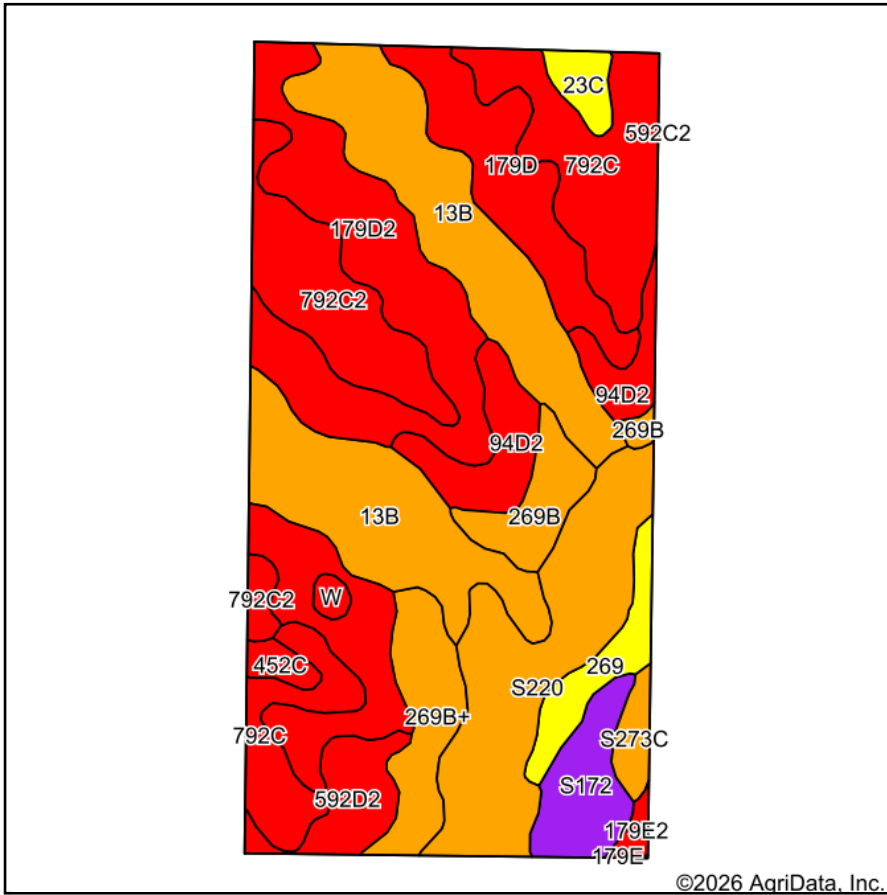 23C
592C2
179D
792C
13B
179D2
792C2
94D2
269B
94D2
13B
269B
792C2
W
452C
269
S220
269B+
792C
S273C
S172
592D2
179E2
179E
©2026 AgriData, Inc.